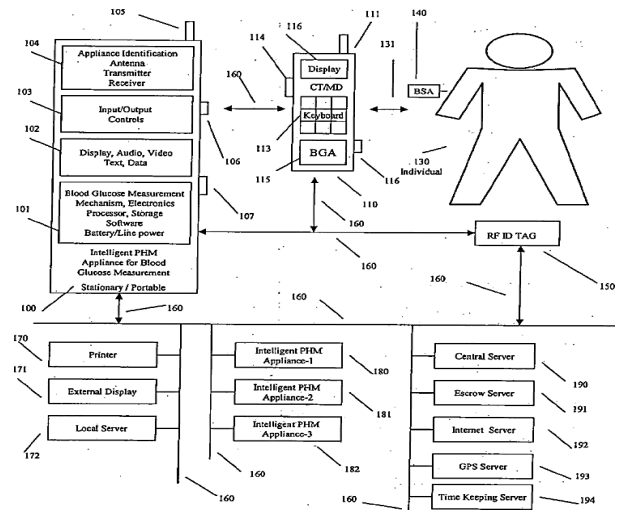 105
104
Appliance Identification
Antenna
Transmitter
Receiver
103
Input/Output
Controls
102
Display, Audio, Video
Text, Data
101
Blood Glucose Measurement
Mechanism, Electronics
Processor, Storage
Software
Battery/Line power
Intelligent PHM
Appliance for Blood
Glucose Measurement
Stationary / Portable
100
106
107
160
116
111
114
Display
CT/MD
Keyboard
113
BGA
115
116
110
131
140
BSA
130
Individual
160
160
RF ID TAG
150
160
160
160
170
Printer
171
External Display
172
Local Server
160
Intelligent PHM
Appliance-1
180
Intelligent PHM
Appliance-2
181
Intelligent PHM
Appliance-3
182
160
Central Server
190
Escrow Server
191
Internet Server
192
GPS Server
193
Time Keeping Server
194
160